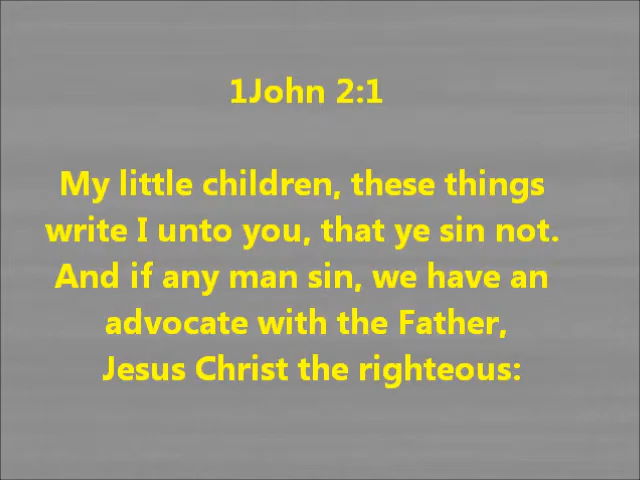 1John 2:1
My little children, these things
write I unto you, that ye sin not.
And if any man sin, we have an
advocate with the Father,
Jesus Christ the righteous: